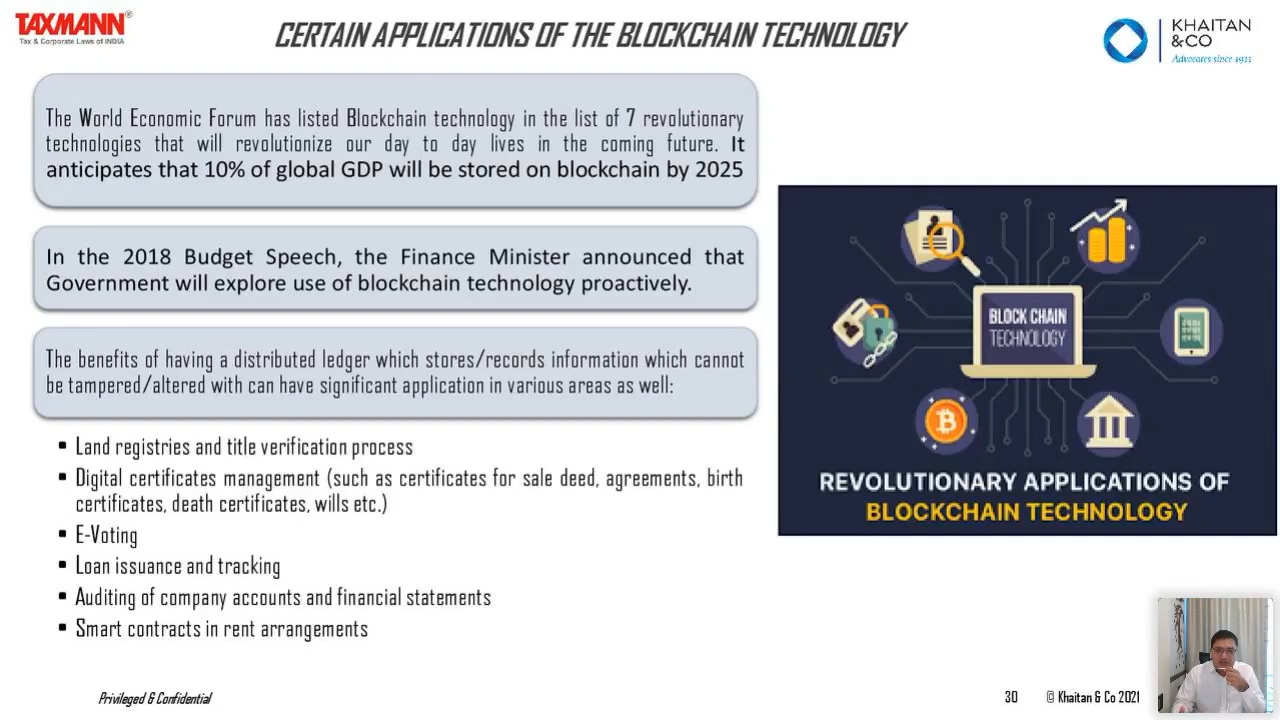 TAXMANN®
Tax & Corporate Laws of INDIA
CERTAIN APPLICATIONS OF THE BLOCKCHAIN TECHNOLOGY
KHAITAN
&CO
Advocates since 1911
The World Economic Forum has listed Blockchain technology in the list of 7 revolutionary
technologies that will revolutionize our day to day lives in the coming future. It
anticipates that 10% of global GDP will be stored on blockchain by 2025
In the 2018 Budget Speech, the Finance Minister announced that
Government will explore use of blockchain technology proactively.
The benefits of having a distributed ledger which stores/records information which cannot
be tampered/altered with can have significant application in various areas as well:
▪ Land registries and title verification process
▪ Digital certificates management (such as certificates for sale deed, agreements, birth
certificates, death certificates, wills etc.)
▪ E-Voting
▪ Loan issuance and tracking
▪ Auditing of company accounts and financial statements
▪ Smart contracts in rent arrangements
BLOCK CHAIN
TECHNOLOGY
REVOLUTIONARY APPLICATIONS OF
BLOCKCHAIN TECHNOLOGY
Privileged & Confidential
30
© Khaitan & Co 2021